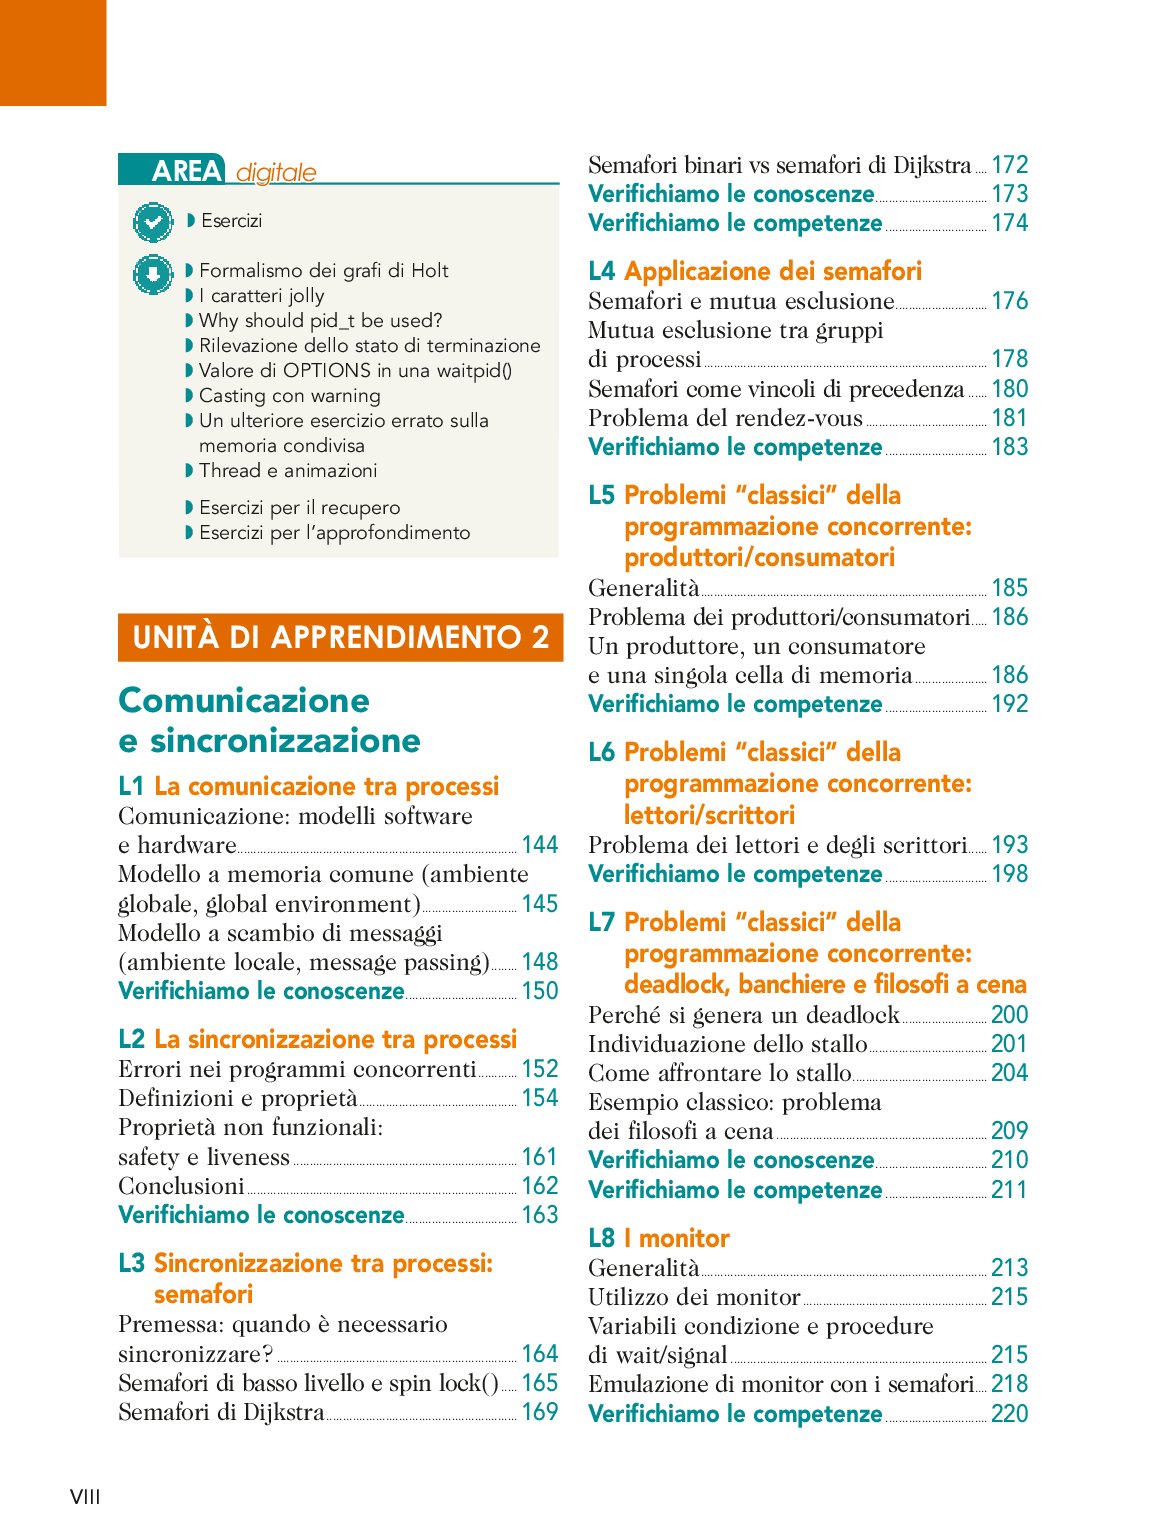 AREA digitale
Esercizi
Formalismo dei grafi di Holt
I caratteri jolly
Why should pid_t be used?
Rilevazione dello stato di terminazione
Valore di OPTIONS in una waitpid()
Casting con warning
Un ulteriore esercizio errato sulla
memoria condivisa
Thread e animazioni
Esercizi per il recupero
Esercizi per l'approfondimento
UNITÀ DI APPRENDIMENTO 2
Comunicazione
e sincronizzazione
L1 La comunicazione tra processi
Comunicazione: modelli software
e hardware 144
Modello a memoria comune (ambiente
globale, global environment) 145
Modello a scambio di messaggi
(ambiente locale, message passing) 148
Verifichiamo le conoscenze 150
L2 La sincronizzazione tra processi
Errori nei programmi concorrenti 152
Definizioni e proprietà 154
Proprietà non funzionali:
safety e liveness 161
Conclusioni 162
Verifichiamo le conoscenze 163
L3 Sincronizzazione tra processi:
semafori
Premessa: quando è necessario
sincronizzare? 164
Semafori di basso livello e spin lock() 165
Semafori di Dijkstra 169
Semafori binari vs semafori di Dijkstra 172
Verifichiamo le conoscenze 173
Verifichiamo le competenze 174
L4 Applicazione dei semafori
Semafori e mutua esclusione 176
Mutua esclusione tra gruppi
di processi 178
Semafori come vincoli di precedenza 180
Problema del rendez-vous 181
Verifichiamo le competenze 183
L5 Problemi “classici” della
programmazione concorrente:
produttori/consumatori
Generalità 185
Problema dei produttori/consumatori 186
Un produttore, un consumatore
e una singola cella di memoria 186
Verifichiamo le competenze 192
L6 Problemi “classici” della
programmazione concorrente:
lettori/scrittori
Problema dei lettori e degli scrittori 193
Verifichiamo le competenze 198
L7 Problemi “classici” della
programmazione concorrente:
deadlock, banchiere e filosofi a cena
Perché si genera un deadlock 200
Individuazione dello stallo 201
Come affrontare lo stallo 204
Esempio classico: problema
dei filosofi a cena 209
Verifichiamo le conoscenze 210
Verifichiamo le competenze 211
L8 I monitor
Generalità 213
Utilizzo dei monitor 215
Variabili condizione e procedure
di wait/signal 215
Emulazione di monitor con i semafori 218
Verifichiamo le competenze 220
VIII